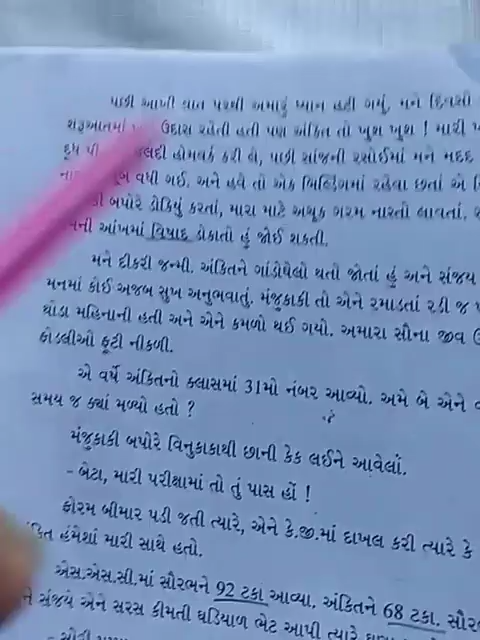 પછી આખી વાત પરથી અમારું ધ્યાન હટી ગયું. મને દિવસો
શરૂઆતમાં ઉદાસ રહેતી હતી પણ અંકિત તો ખુશ ખુશ ! મારી
દૂધ પી હોમવર્ક કરી લે, પછી સાંજની રસોઈમાં મને મદદ
વધી ગઈ. અને હવે તો એક બિલ્ડિંગમાં રહેવા છતાં એ
બપોરે ડોકિયું કરતાં, મારા માટે અચૂક ગરમ નાસ્તો લાવતાં.
આંખમાં વિષાદ ડોકાતો હું જોઈ શકતી.
મને દીકરી જન્મી. અંકિતને ગાંડોઘેલો થતો જોતાં હું અને સંજય
મનમાં કોઈ અજબ સુખ અનુભવાતું. મંજુકાકી તો એને રમાડતાં રડી જ
થોડા મહિનાની હતી અને એને કમળો થઈ ગયો. અમારા સૌના જીવ
ફોડલીઓ ફૂટી નીકળી.
એ વર્ષે અંકિતનો ક્લાસમાં 31મો નંબર આવ્યો. અમે બે એને
સમય જ ક્યાં મળ્યો હતો ?
મંજુકાકી બપોરે વિનુકાકાથી છાની કેક લઈને આવેલાં.
- બેટા, મારી પરીક્ષામાં તો તું પાસ હોં !
ફોરમ બીમાર પડી જતી ત્યારે, એને કે.જી.માં દાખલ કરી ત્યારે કે
હંમેશાં મારી સાથે હતો.
એસ.એસ.સી.માં સૌરભને 92 ટકા આવ્યા. અંકિતને 68 ટકા.
સંજયે એને સરસ કીમતી ઘડિયાળ ભેટ આપી ત્યારે